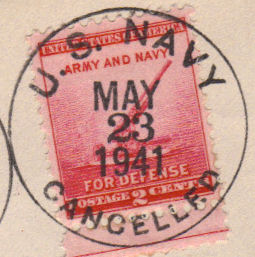 U.S. NAVY
UNITED STATES OF AMERICA
ARMY AND NAVY
MAY
23
1941
FOR DEFENSE
POSTAGE 2 CENTS
CANCELLED